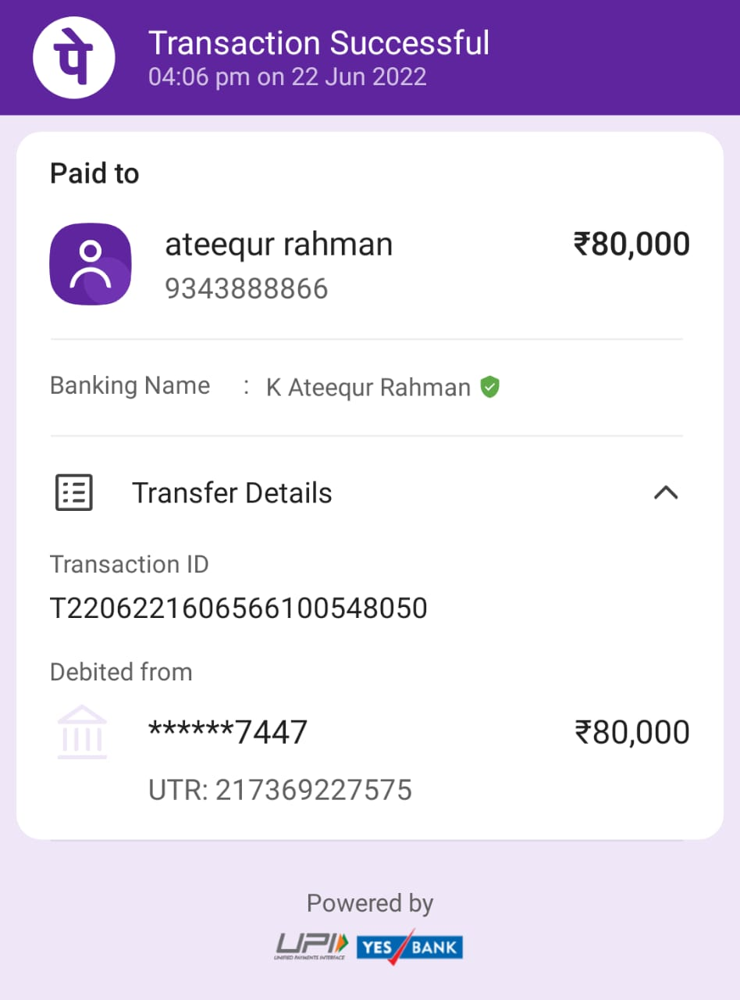 पे
Transaction Successful
04:06 pm on 22 Jun 2022
Paid to
ateequr rahman ₹80,000
9343888866
Banking Name : K Ateequr Rahman
Transfer Details
Transaction ID
T2206221606566100548050
Debited from
******7447 ₹80,000
UTR: 217369227575
Powered by
UPI YES BANK
UNIFIED PAYMENTS INTERFACE